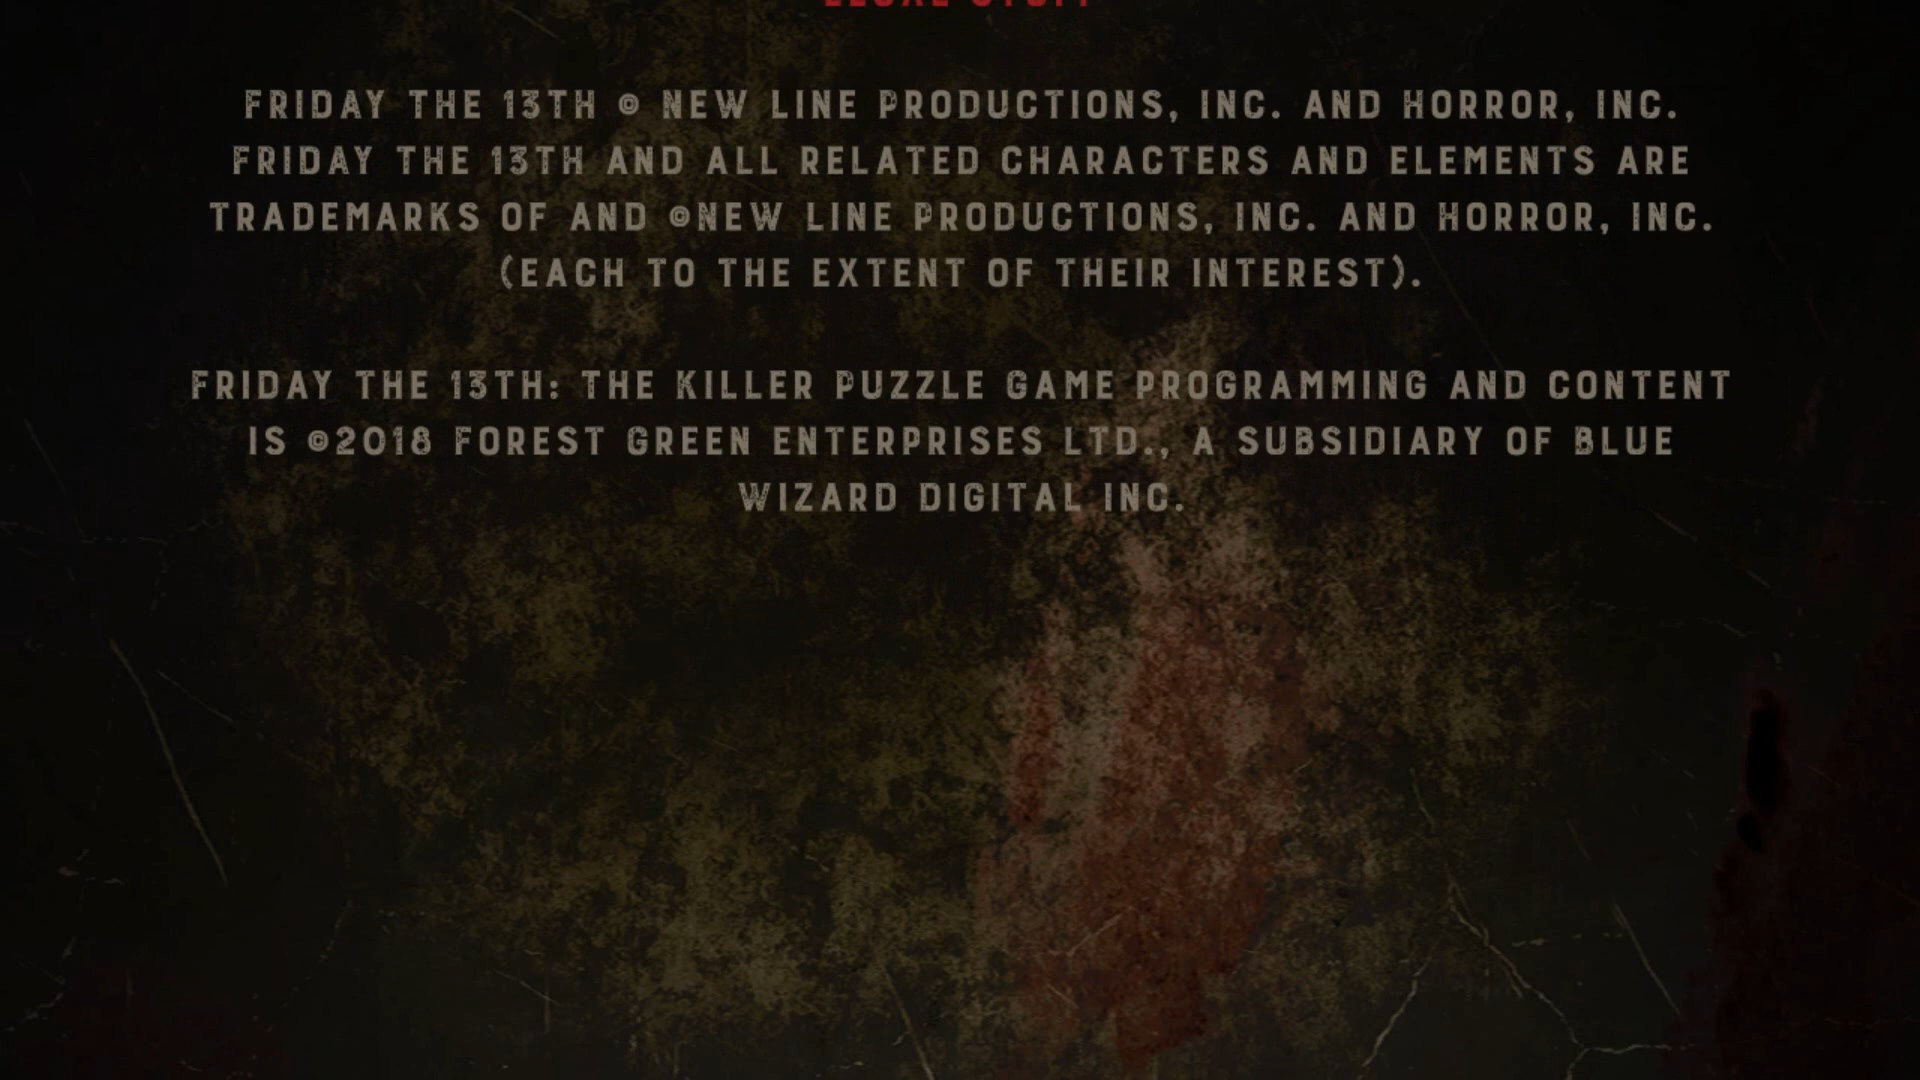 LEGAL STUFF
FRIDAY THE 13TH © NEW LINE PRODUCTIONS, INC. AND HORROR, INC.
FRIDAY THE 13TH AND ALL RELATED CHARACTERS AND ELEMENTS ARE
TRADEMARKS OF AND ©NEW LINE PRODUCTIONS, INC. AND HORROR, INC.
(EACH TO THE EXTENT OF THEIR INTEREST).
FRIDAY THE 13TH: THE KILLER PUZZLE GAME PROGRAMMING AND CONTENT
IS ©2018 FOREST GREEN ENTERPRISES LTD., A SUBSIDIARY OF BLUE
WIZARD DIGITAL INC.